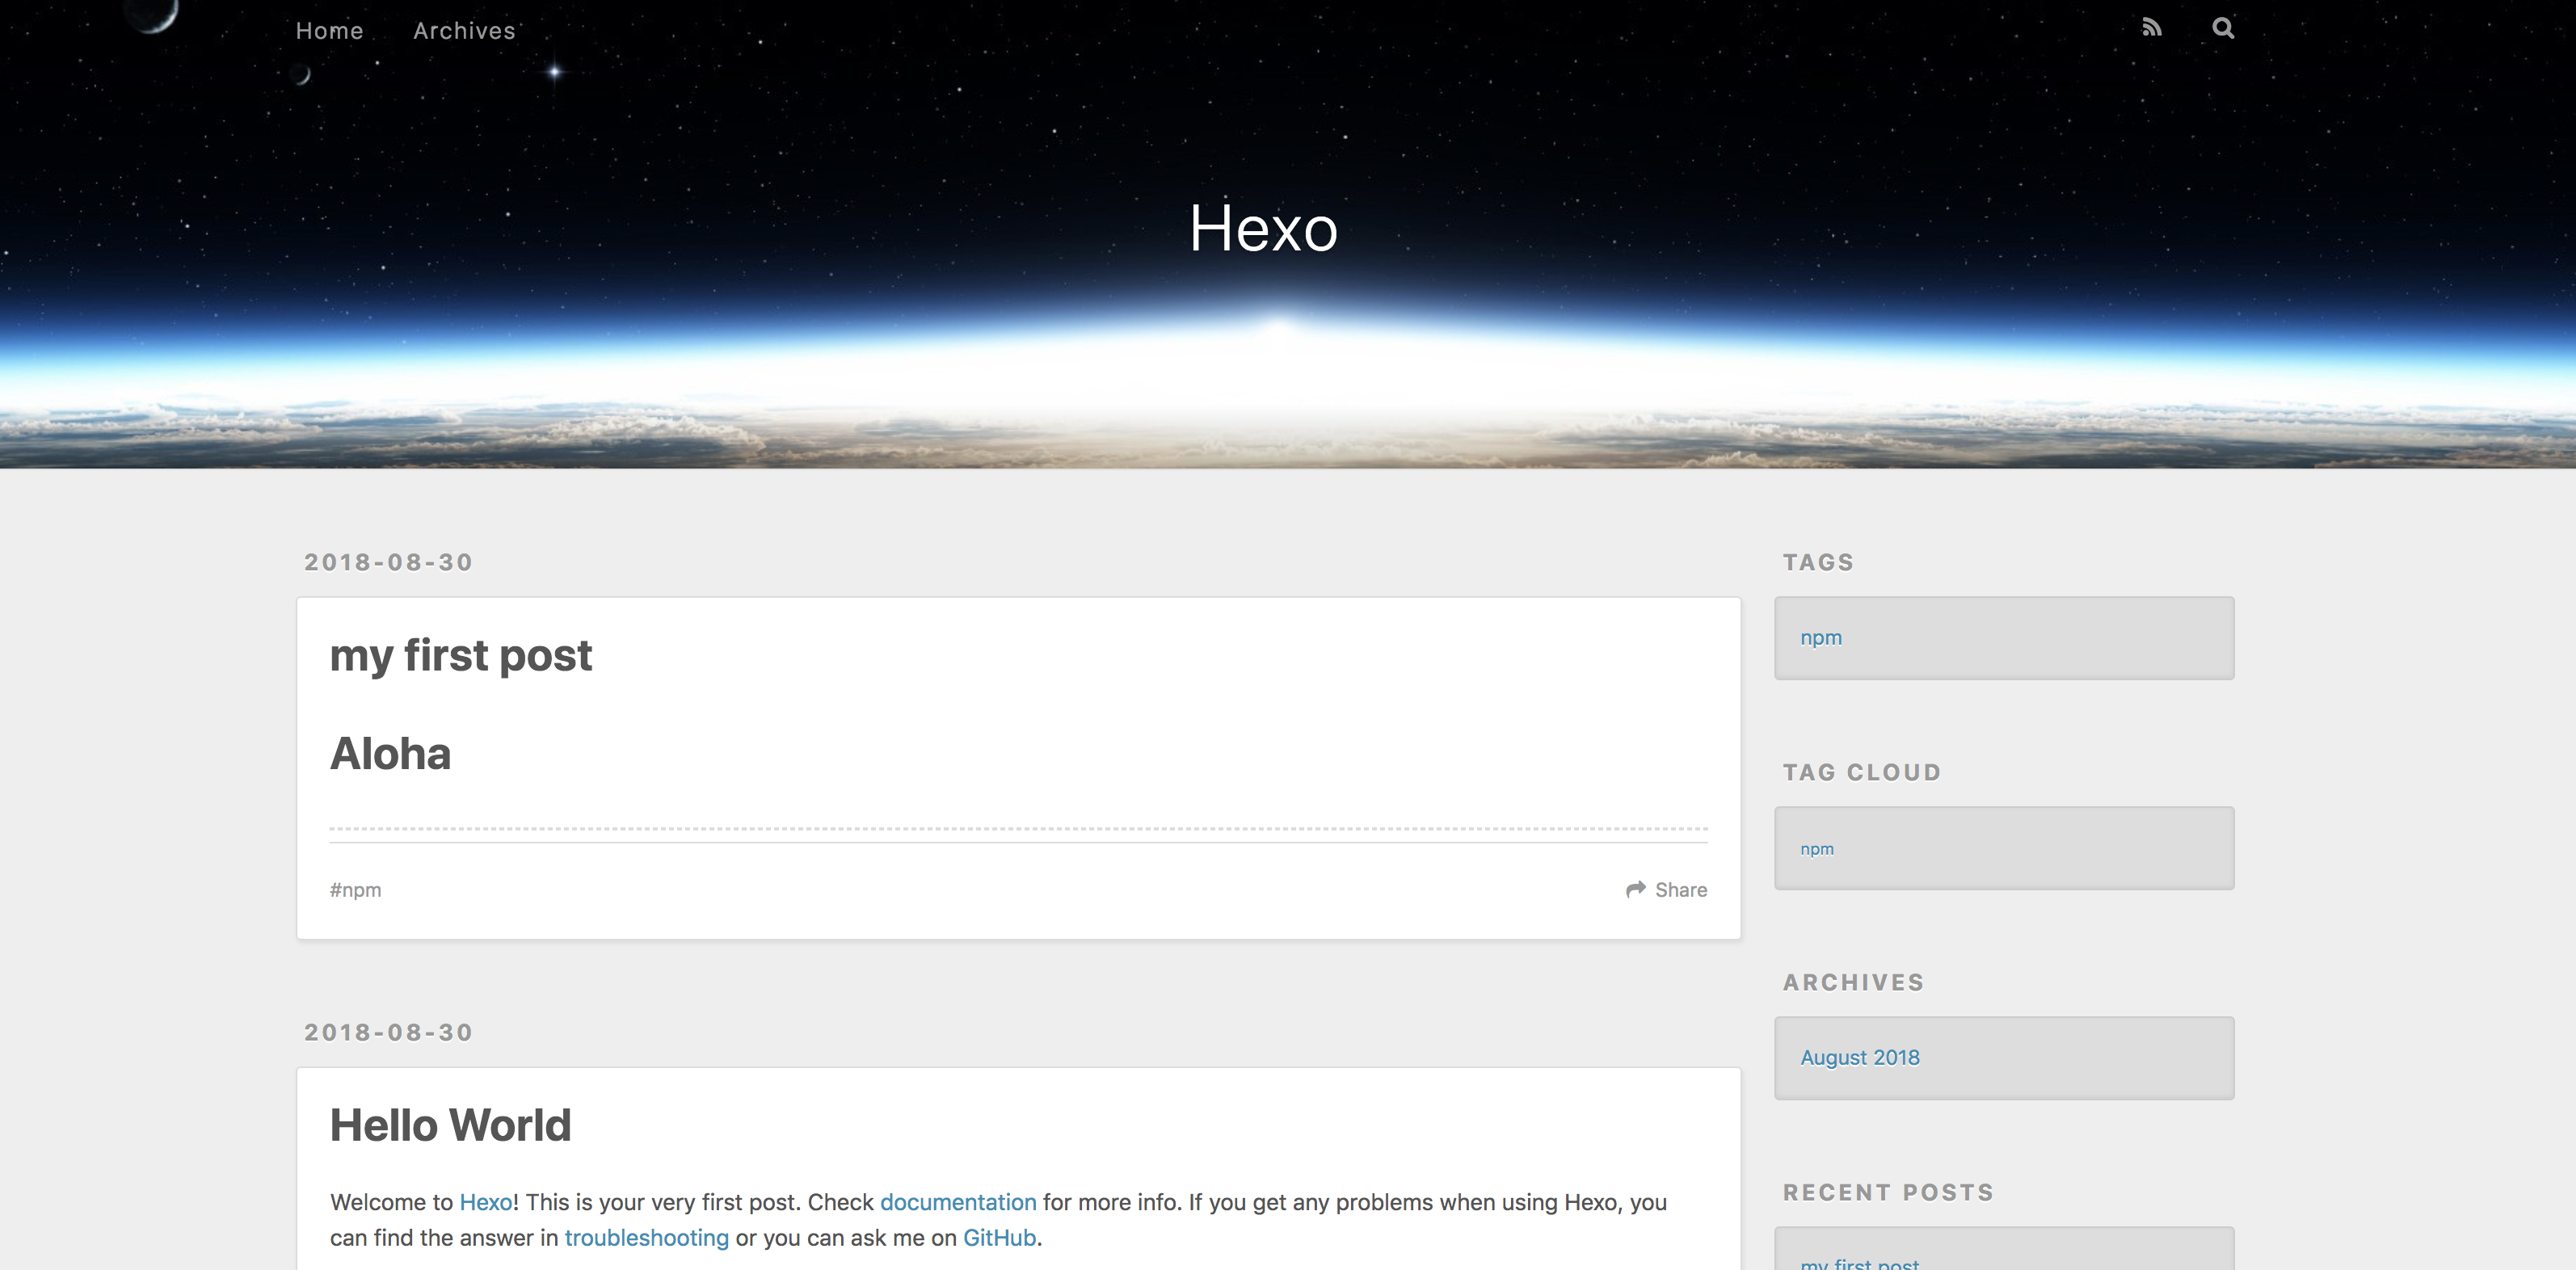 Home Archives
Hexo
2018-08-30
my first post
Aloha
#npm Share
2018-08-30
Hello World
Welcome to Hexo! This is your very first post. Check documentation for more info. If you get any problems when using Hexo, you
can find the answer in troubleshooting or you can ask me on GitHub.
TAGS
npm
TAG CLOUD
npm
ARCHIVES
August 2018
RECENT POSTS
my first post